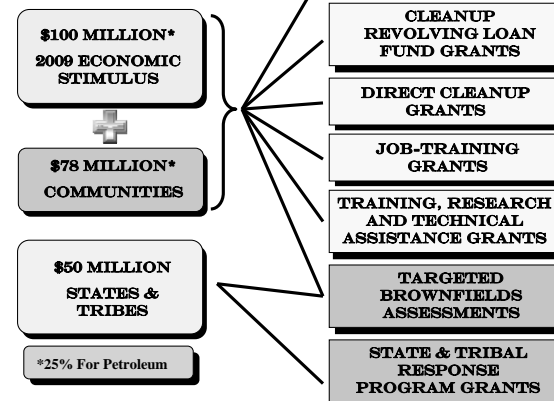 $100 MILLION*
2009 ECONOMIC
STIMULUS
$78 MILLION*
COMMUNITIES
$50 MILLION
STATES &
TRIBES
*25% For Petroleum
CLEANUP
REVOLVING LOAN
FUND GRANTS
DIRECT CLEANUP
GRANTS
JOB-TRAINING
GRANTS
TRAINING, RESEARCH
AND TECHNICAL
ASSISTANCE GRANTS
TARGETED
BROWNFIELDS
ASSESSMENTS
STATE & TRIBAL
RESPONSE
PROGRAM GRANTS